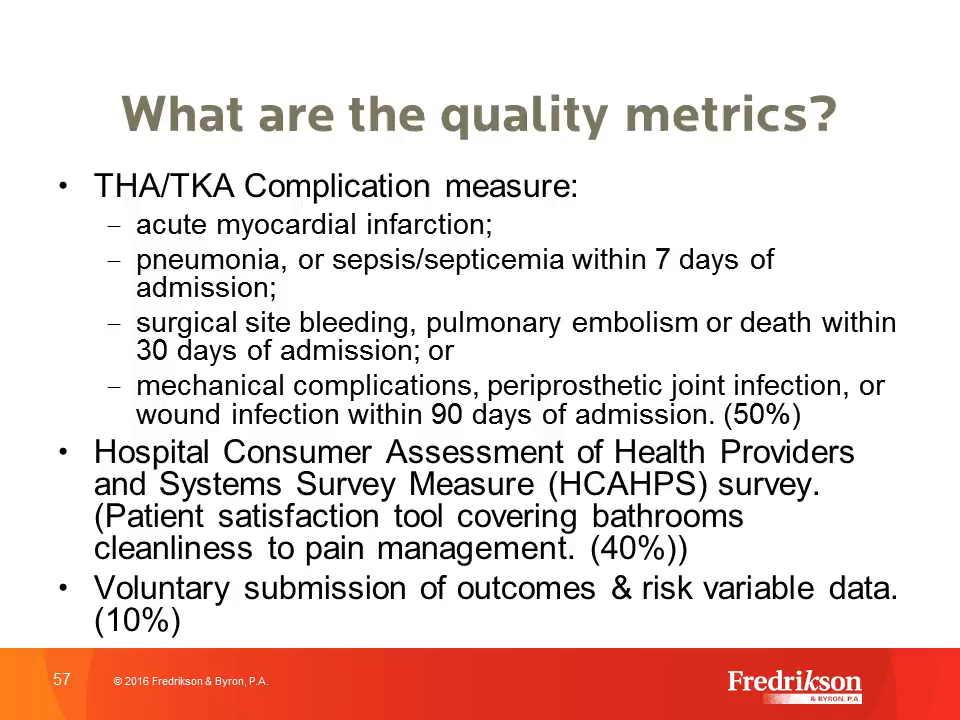 What are the quality metrics?
• THA/TKA Complication measure:
– acute myocardial infarction;
– pneumonia, or sepsis/septicemia within 7 days of
admission;
– surgical site bleeding, pulmonary embolism or death within
30 days of admission; or
– mechanical complications, periprosthetic joint infection, or
wound infection within 90 days of admission. (50%)
• Hospital Consumer Assessment of Health Providers
and Systems Survey Measure (HCAHPS) survey.
(Patient satisfaction tool covering bathrooms
cleanliness to pain management. (40%))
• Voluntary submission of outcomes & risk variable data.
(10%)
57
© 2016 Fredrikson & Byron, P.A.
Fredrikson
& BYRON, P.A.